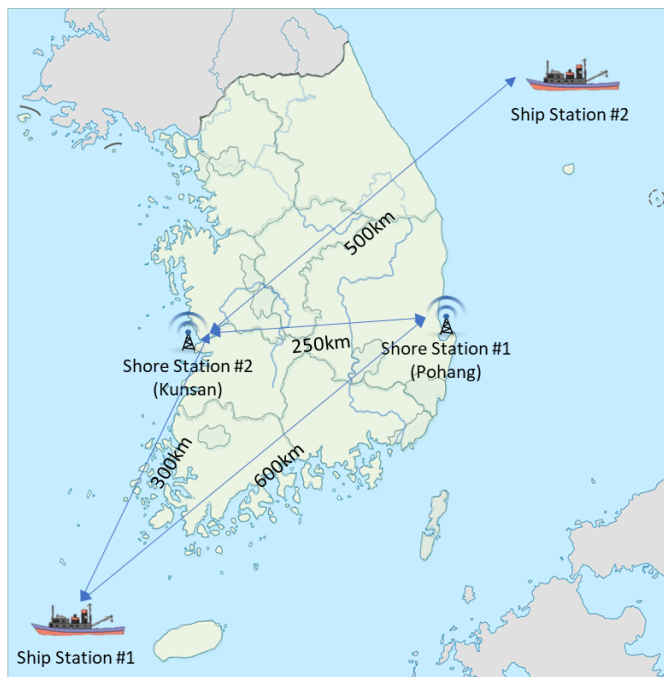 Ship Station #2
500km
250km
Shore Station #1
(Pohang)
Shore Station #2
(Kunsan)
300km
600km
Ship Station #1